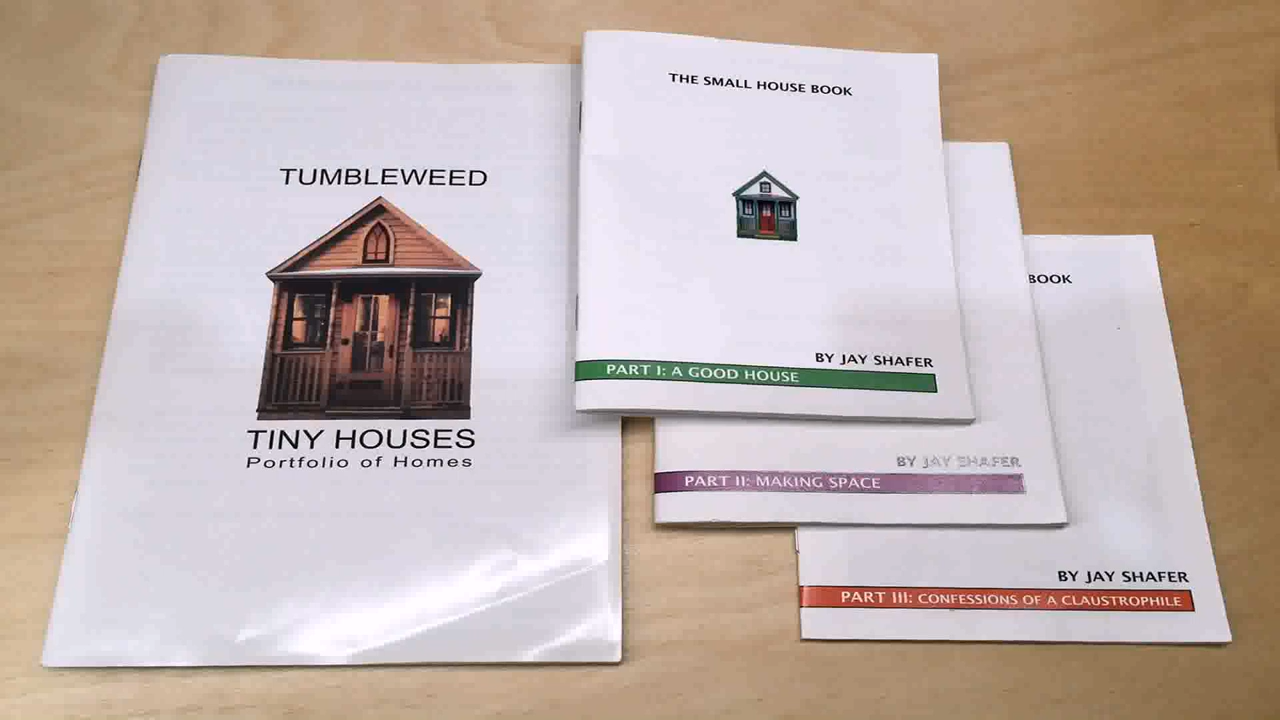 TUMBLEWEED
TINY HOUSES
Portfolio of Homes
THE SMALL HOUSE BOOK
BY JAY SHAFER
PART I: A GOOD HOUSE
BY JAY SHAFER
PART II: MAKING SPACE
BOOK
BY JAY SHAFER
PART III: CONFESSIONS OF A CLAUSTROPHILE